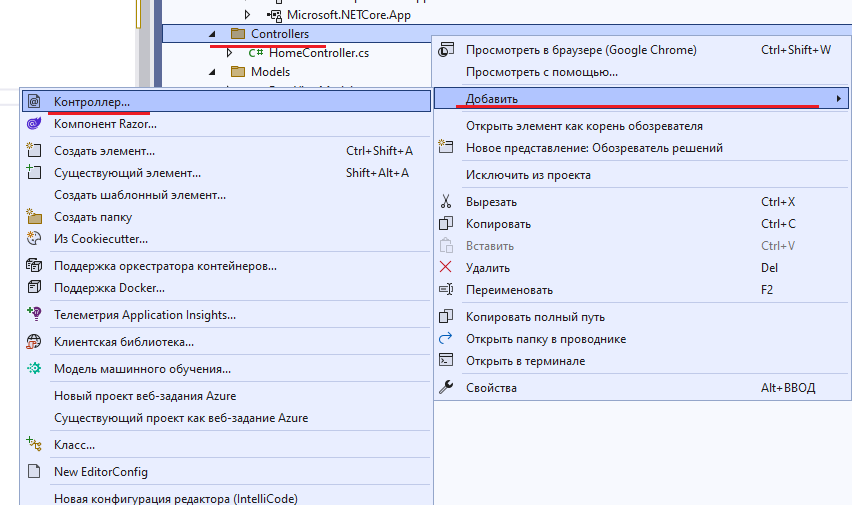 Microsoft.NETCore.App
Controllers
C# HomeController.cs
Models
Просмотреть в браузере (Google Chrome) Ctrl+Shift+W
Просмотреть с помощью...
Добавить
Открыть элемент как корень обозревателя
Новое представление: Обозреватель решений
Исключить из проекта
Вырезать Ctrl+X
Копировать Ctrl+C
Вставить Ctrl+V
Удалить Del
Переименовать F2
Копировать полный путь
Открыть папку в проводнике
Открыть в терминале
Свойства Alt+ВВОД
Контроллер...
Компонент Razor...
Создать элемент... Ctrl+Shift+A
Существующий элемент... Shift+Alt+A
Создать шаблонный элемент...
Создать папку
Из Cookiecutter...
Поддержка оркестратора контейнеров...
Поддержка Docker...
Телеметрия Application Insights...
Клиентская библиотека...
Модель машинного обучения...
Новый проект веб-задания Azure
Существующий проект как веб-задание Azure
Класс...
New EditorConfig
Новая конфигурация редактора (IntelliCode)